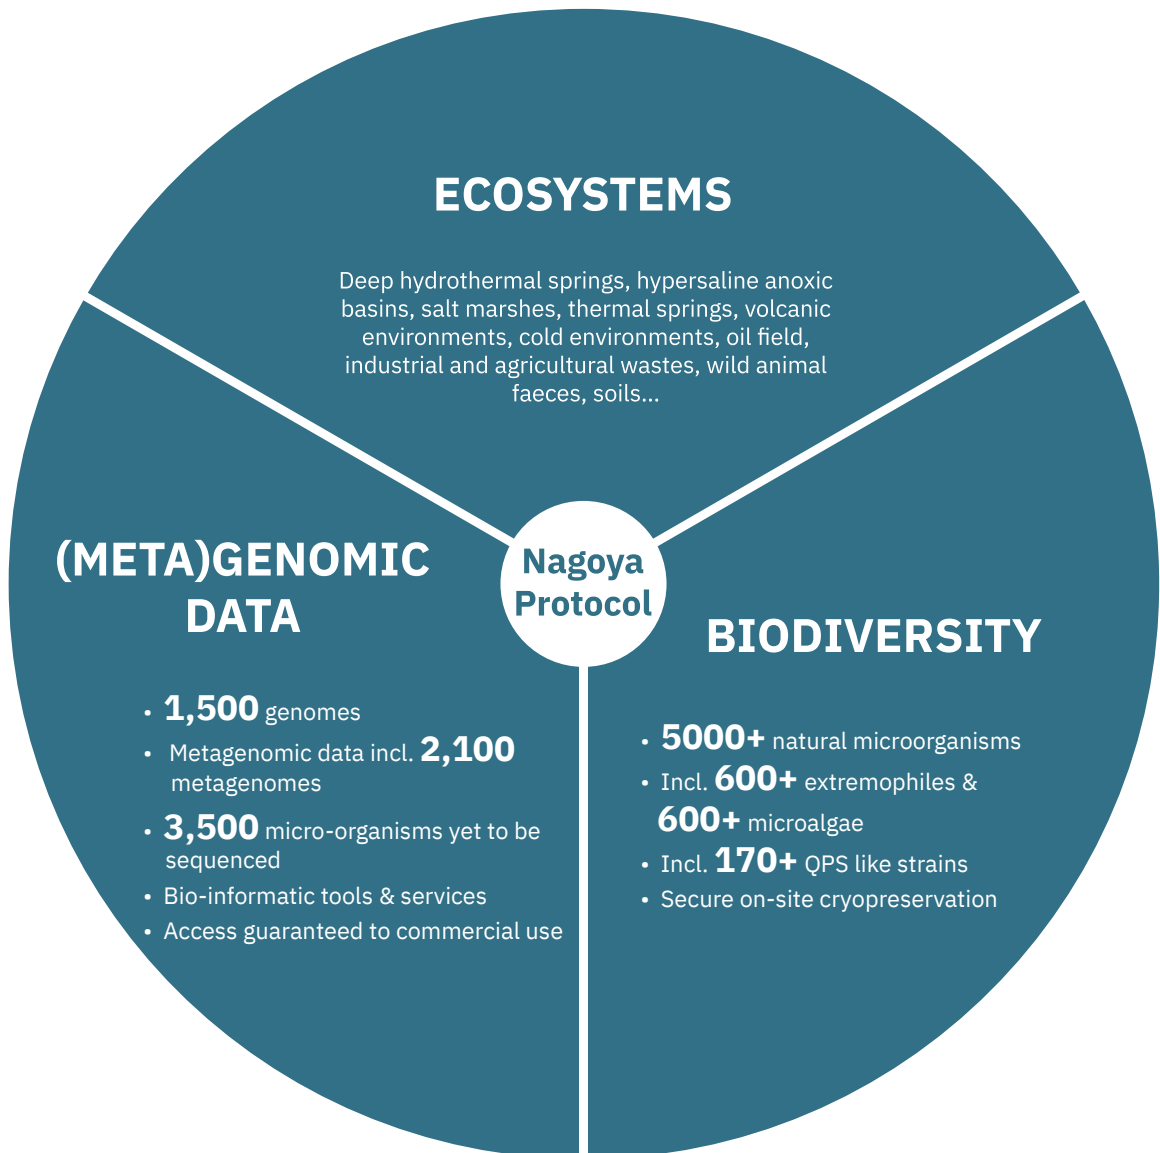 ECOSYSTEMS
Deep hydrothermal springs, hypersaline anoxic
basins, salt marshes, thermal springs, volcanic
environments, cold environments, oil field,
industrial and agricultural wastes, wild animal
faeces, soils...
(META)GENOMIC
DATA
• 1,500 genomes
• Metagenomic data incl. 2,100
metagenomes
• 3,500 micro-organisms yet to be
sequenced
• Bio-informatic tools & services
• Access guaranteed to commercial use
Nagoya
Protocol
BIODIVERSITY
• 5000+ natural microorganisms
• Incl. 600+ extremophiles &
600+ microalgae
• Incl. 170+ QPS like strains
• Secure on-site cryopreservation